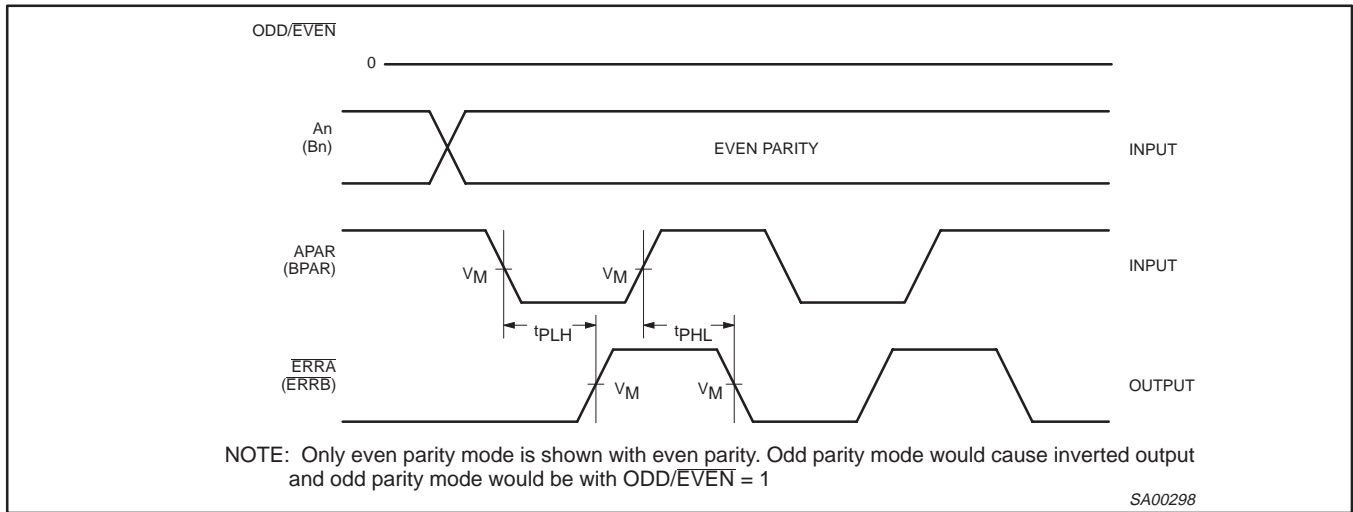 ODD/EVEN
0
An
(Bn)
EVEN PARITY
INPUT
APAR
(BPAR)
VM
VM
INPUT
tPLH
tPHL
ERRA
(ERRB)
VM
VM
OUTPUT
NOTE: Only even parity mode is shown with even parity. Odd parity mode would cause inverted output
and odd parity mode would be with ODD/EVEN = 1
SA00298